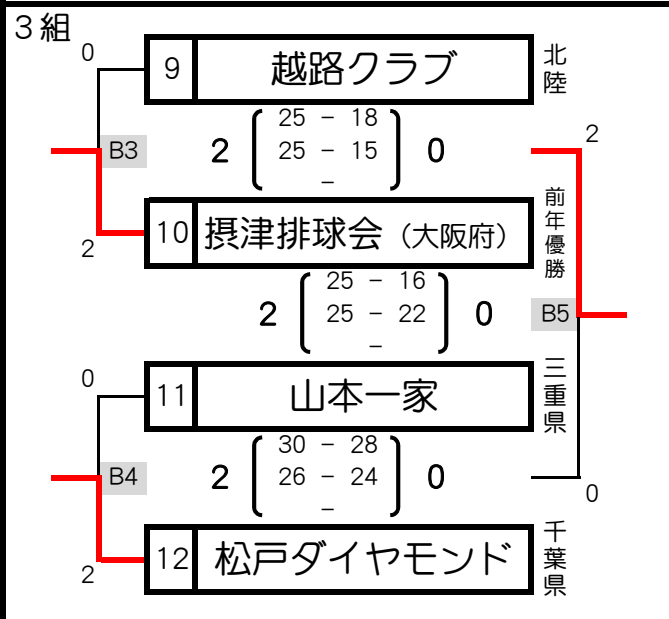 3組
0
9 越路クラブ 北陸
B3 2 25 - 18 0 2
25 - 15
-
2
10 摂津排球会（大阪府） 前年優勝
2 25 - 16 0 B5
25 - 22
-
0
11 山本一家 三重県
B4 2 30 - 28 0
26 - 24
-
0
2
12 松戸ダイヤモンド 千葉県